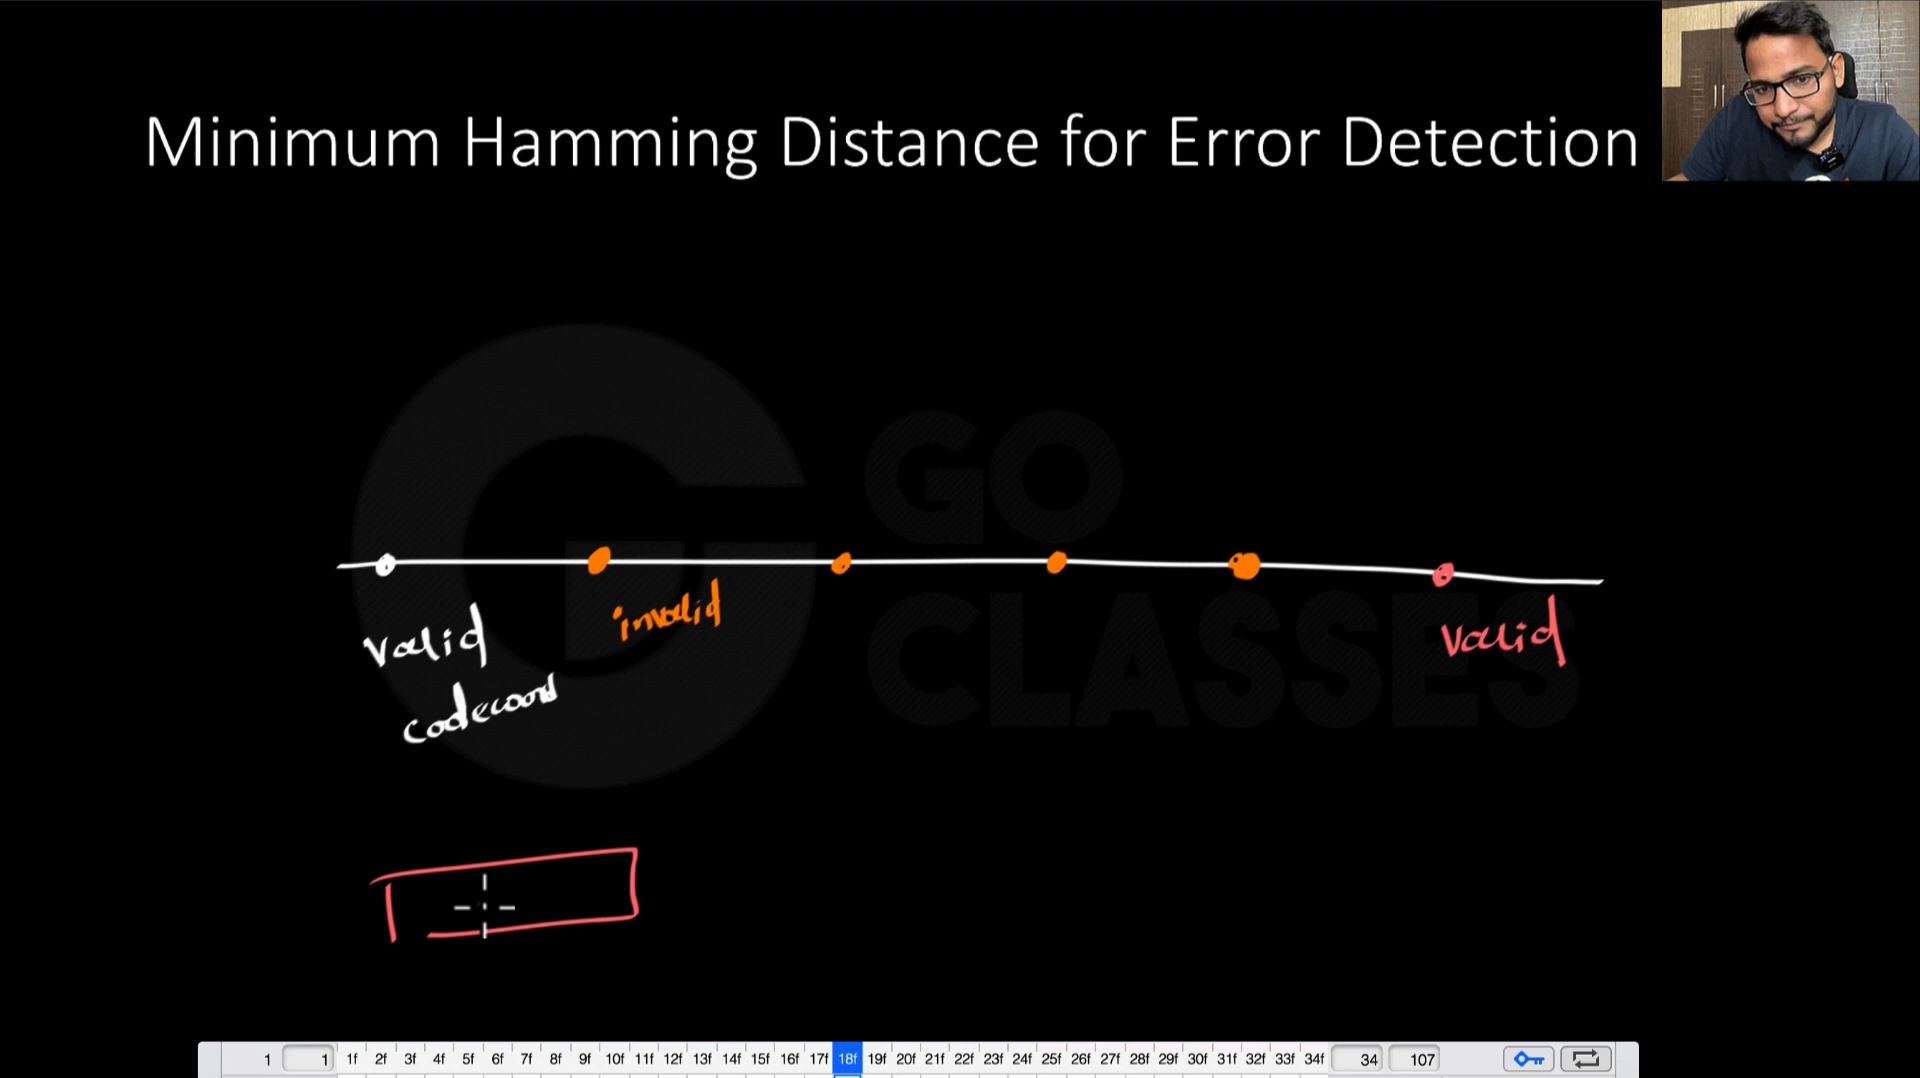 Minimum Hamming Distance for Error Detection
GO
CLASSES
invalid
valid
valid
codeword
1 1 1f 2f 3f 4f 5f 6f 7f 8f 9f 10f 11f 12f 13f 14f 15f 16f 17f 18f 19f 20f 21f 22f 23f 24f 25f 26f 27f 28f 29f 30f 31f 32f 33f 34f 34 107